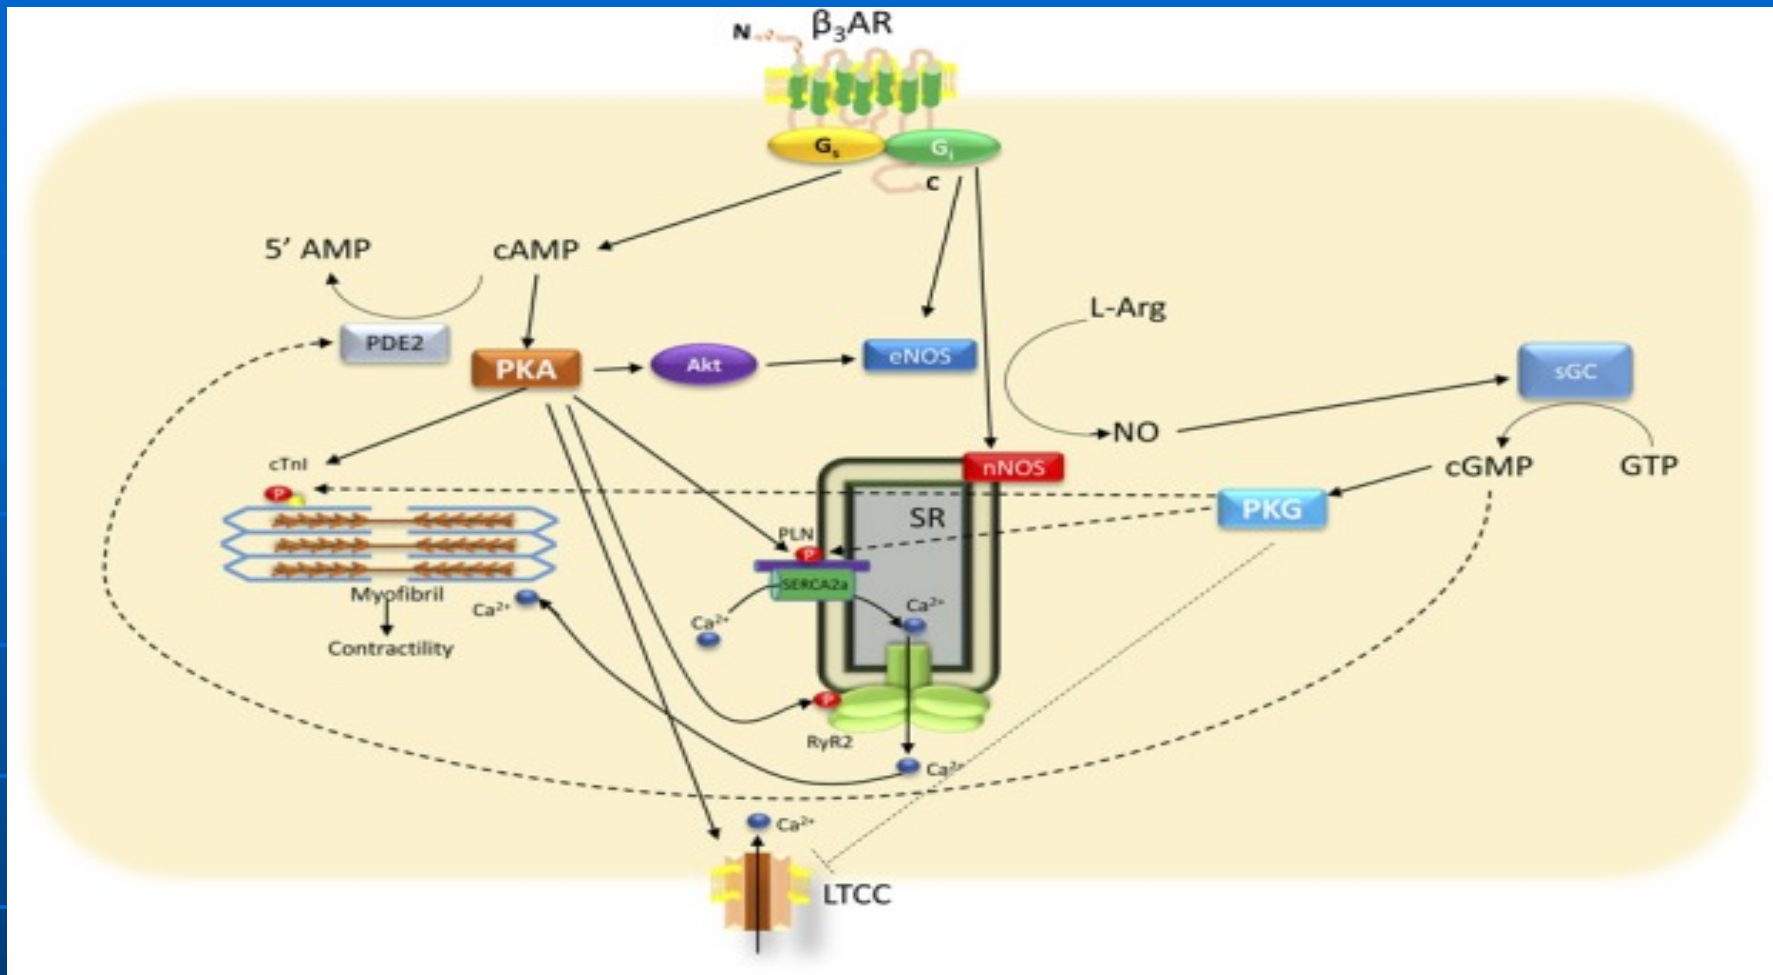 β₃AR
N
Gs
Gi
C
5’ AMP
cAMP
L-Arg
PDE2
PKA
Akt
eNOS
sGC
NO
cTnI
P
nNOS
cGMP
GTP
SR
PKG
PLN
P
SERCA2a
Myofibril
Ca²⁺
Ca²⁺
Ca²⁺
Contractility
P
RyR2
Ca²⁺
Ca²⁺
LTCC